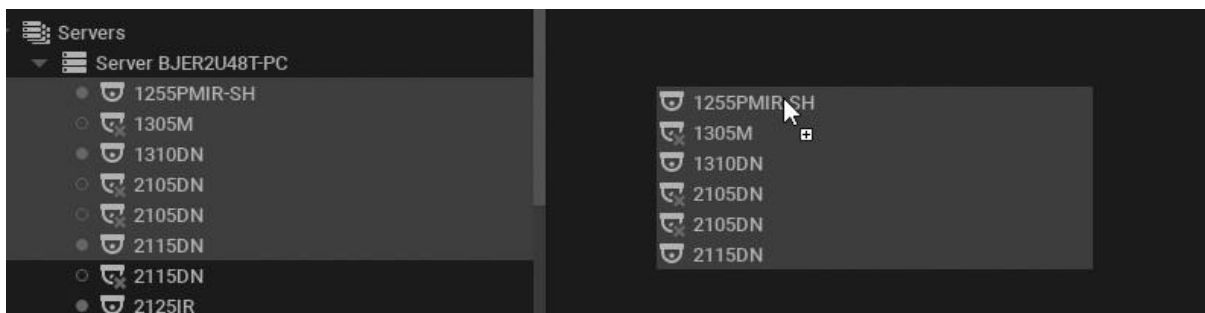 Servers
Server BJER2U48T-PC
1255PMIR-SH
1305M
1310DN
2105DN
2105DN
2115DN
2115DN
2125IR
1255PMIR-SH
1305M
1310DN
2105DN
2105DN
2115DN